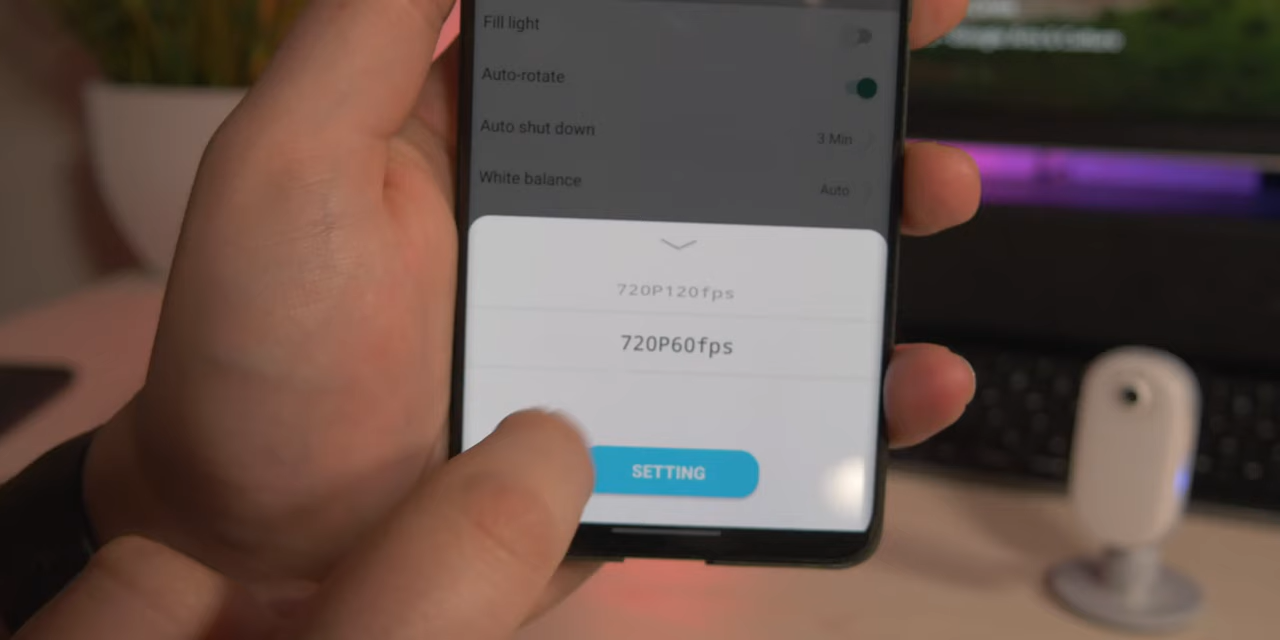 Fill light
Auto-rotate
Auto shut down
3 Min
White balance
Auto
720P120fps
720P60fps
SETTING